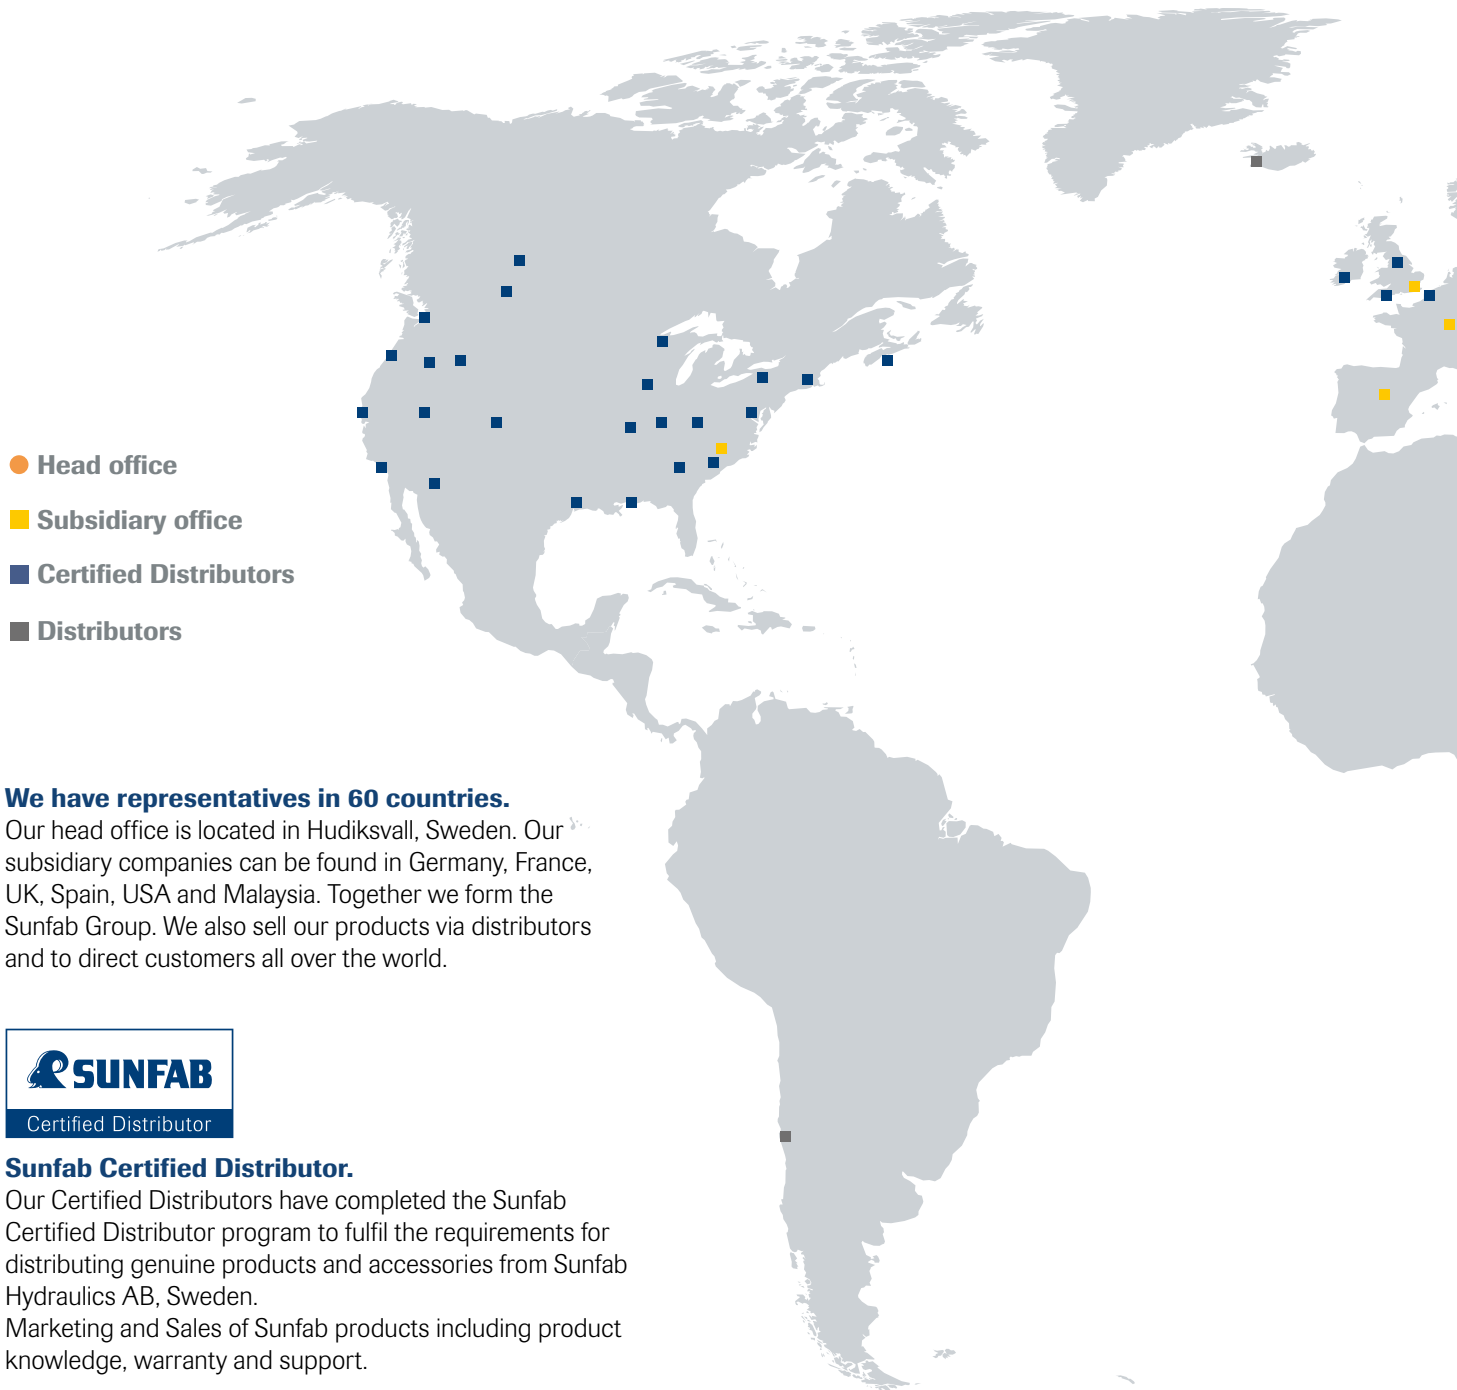 Head office
Subsidiary office
Certified Distributors
Distributors
We have representatives in 60 countries.
Our head office is located in Hudiksvall, Sweden. Our
subsidiary companies can be found in Germany, France,
UK, Spain, USA and Malaysia. Together we form the
Sunfab Group. We also sell our products via distributors
and to direct customers all over the world.
SUNFAB
Certified Distributor
Sunfab Certified Distributor.
Our Certified Distributors have completed the Sunfab
Certified Distributor program to fulfil the requirements for
distributing genuine products and accessories from Sunfab
Hydraulics AB, Sweden.
Marketing and Sales of Sunfab products including product
knowledge, warranty and support.